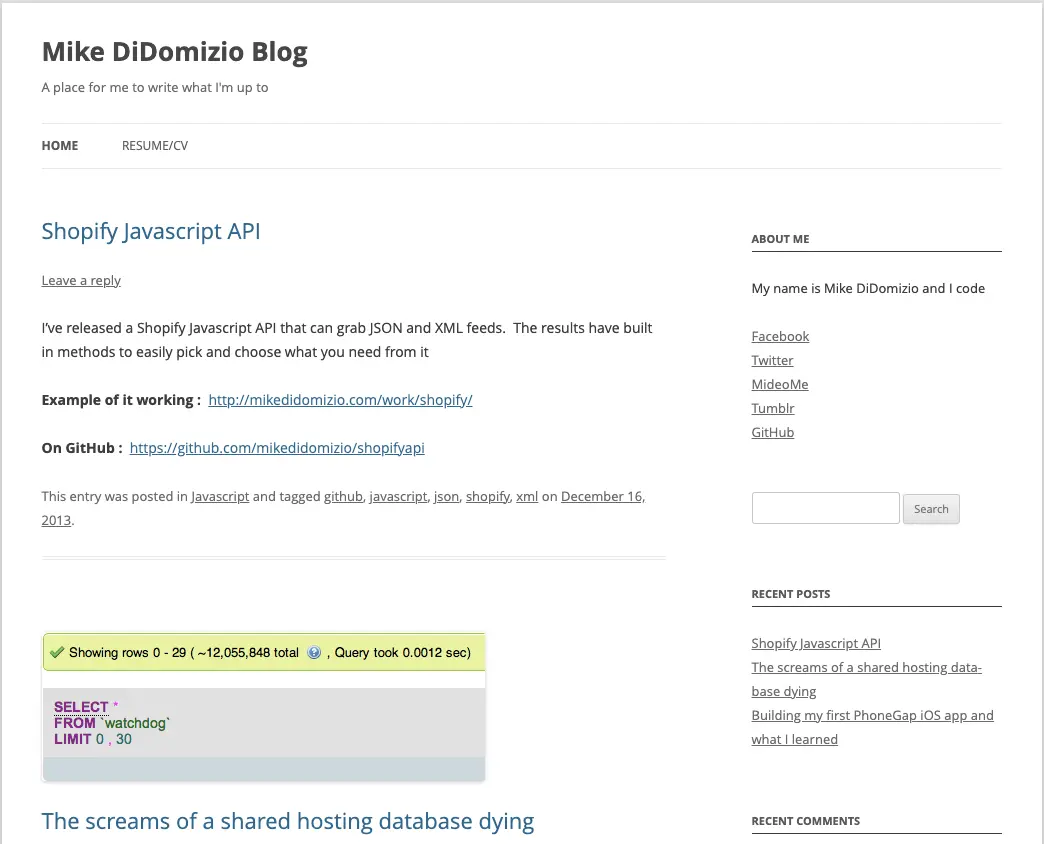 Mike DiDomizio Blog
A place for me to write what I'm up to
HOME
RESUME/CV
Shopify Javascript API
Leave a reply
I've released a Shopify Javascript API that can grab JSON and XML feeds.  The results have built
in methods to easily pick and choose what you need from it
Example of it working :  http://mikedidomizio.com/work/shopify/
On GitHub :  https://github.com/mikedidomizio/shopifyapi
This entry was posted in Javascript and tagged github, javascript, json, shopify, xml on December 16,
2013.
Showing rows 0 - 29 ( ~12,055,848 total ? , Query took 0.0012 sec)
SELECT *
FROM `watchdog`
LIMIT 0 , 30
The screams of a shared hosting database dying
ABOUT ME
My name is Mike DiDomizio and I code
Facebook
Twitter
MideoMe
Tumblr
GitHub
Search
RECENT POSTS
Shopify Javascript API
The screams of a shared hosting data-
base dying
Building my first PhoneGap iOS app and
what I learned
RECENT COMMENTS